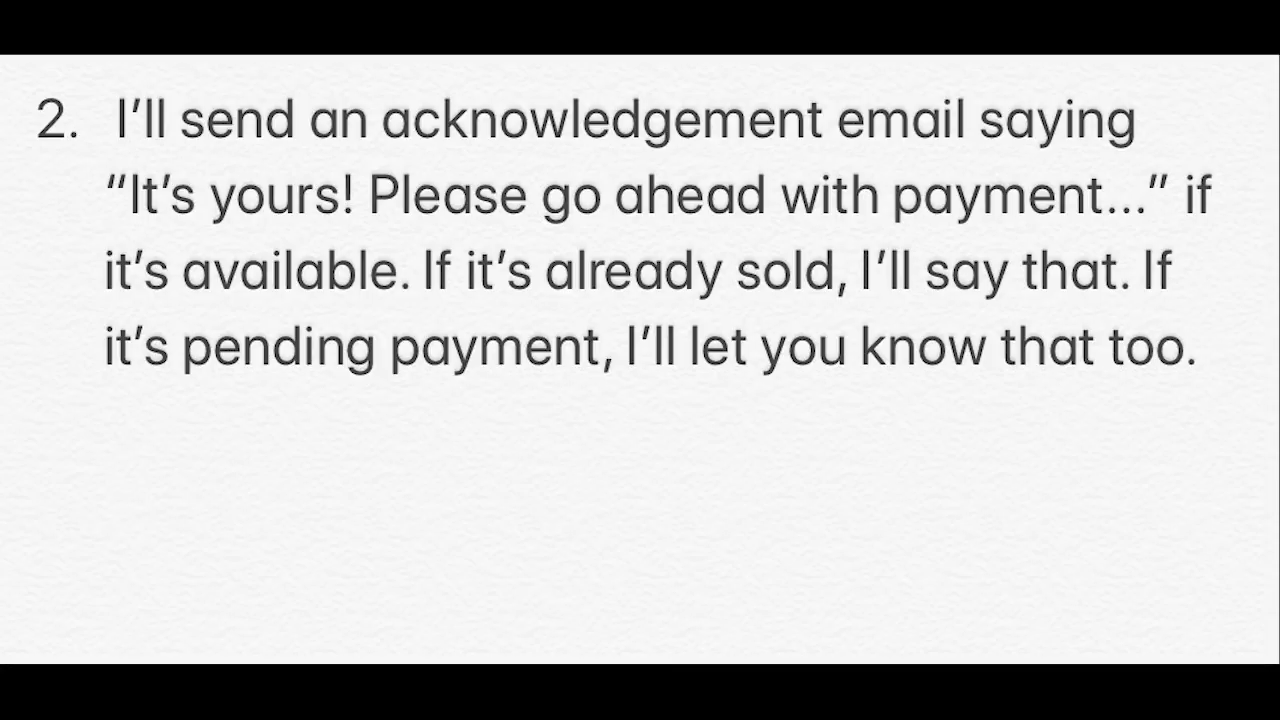 2. I’ll send an acknowledgement email saying
“It’s yours! Please go ahead with payment...” if
it’s available. If it’s already sold, I’ll say that. If
it’s pending payment, I’ll let you know that too.